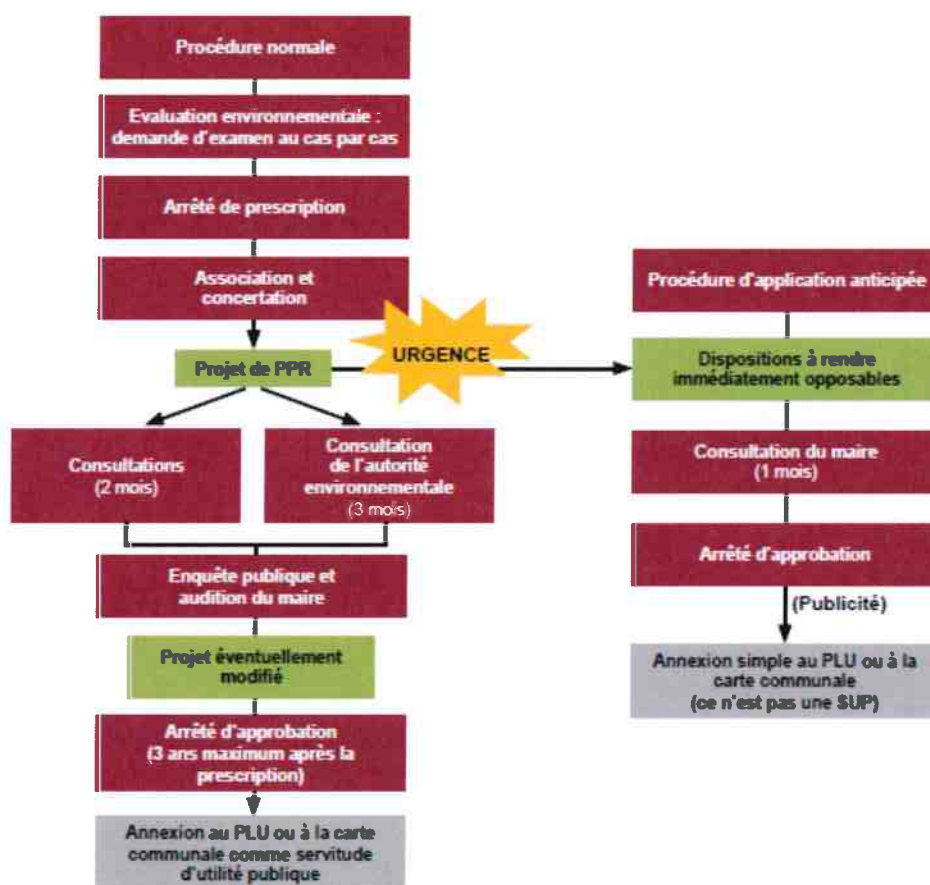 Procédure normale
Evaluation environnementale :
demande d'examen au cas par cas
Arrêté de prescription
Association et
concertation
URGENCE
Projet de PPR
Consultations
(2 mois)
Consultation
de l'autorité
environnementale
(3 mois)
Enquête publique et
audition du maire
Projet éventuellement
modifié
Arrêté d'approbation
(3 ans maximum après la
prescription)
Annexion au PLU ou à la carte
communale comme servitude
d'utilité publique
Procédure d'application anticipée
Dispositions à rendre
immédiatement opposables
Consultation du maire
(1 mois)
Arrêté d'approbation
(Publicité)
Annexion simple au PLU ou à la
carte communale
(ce n'est pas une SUP)